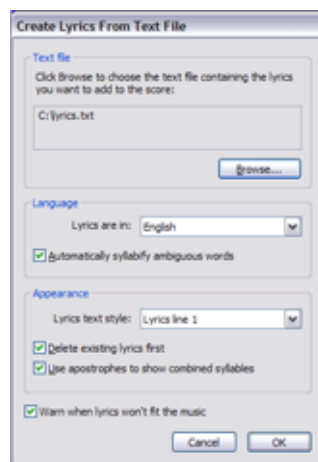 Create Lyrics From Text File
Text file
Click Browse to choose the text file containing the lyrics
you want to add to the score:
C:\lyrics.txt
Browse...
Language
Lyrics are in: English
Automatically syllabify ambiguous words
Appearance
Lyrics text style: Lyrics line 1
Delete existing lyrics first
Use apostrophes to show combined syllables
Warn when lyrics won't fit the music
Cancel OK